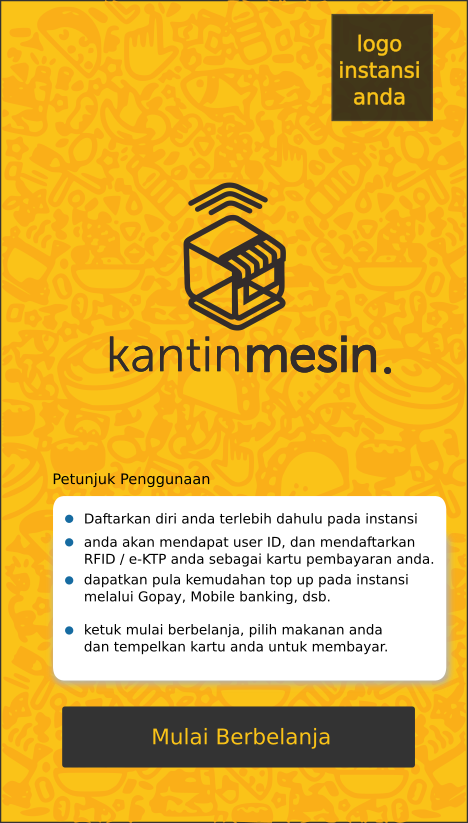 logo
instansi
anda
kantinmesin.
Petunjuk Penggunaan
Daftarkan diri anda terlebih dahulu pada instansi
anda akan mendapat user ID, dan mendaftarkan
RFID / e-KTP anda sebagai kartu pembayaran anda.
dapatkan pula kemudahan top up pada instansi
melalui Gopay, Mobile banking, dsb.
ketuk mulai berbelanja, pilih makanan anda
dan tempelkan kartu anda untuk membayar.
Mulai Berbelanja